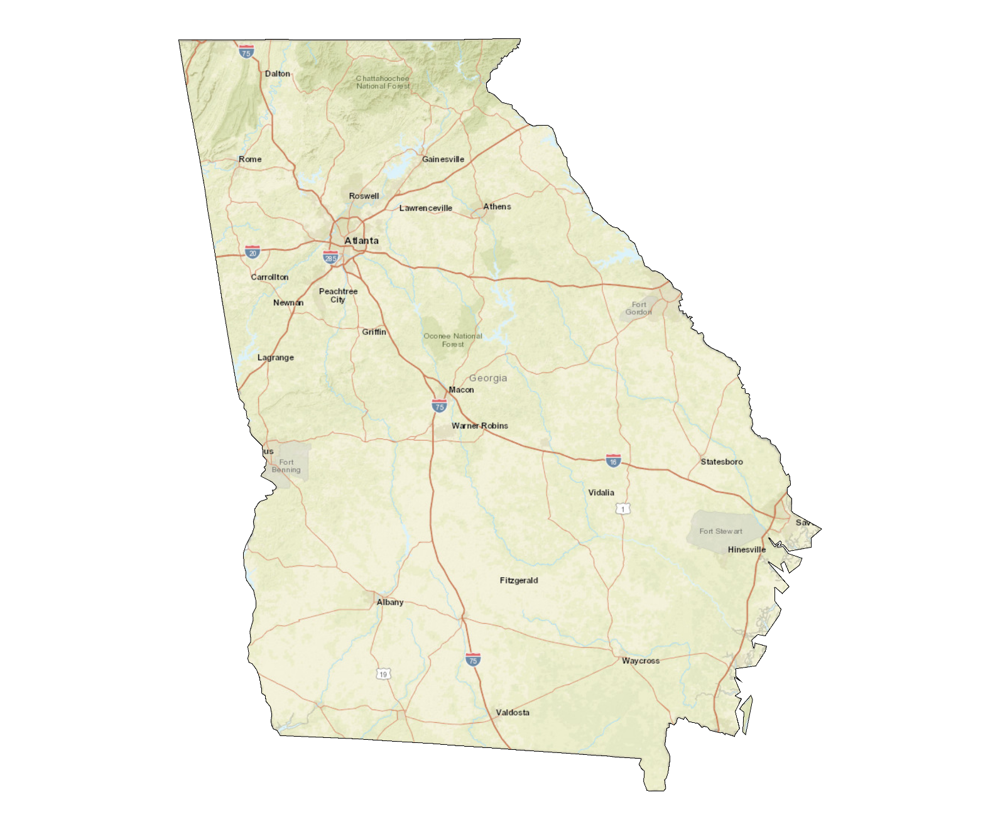 75
Dalton
Chattahoochee
National Forest
Rome
Gainesville
Roswell
Lawrenceville
Athens
Atlanta
20
285
Carrollton
Peachtree
City
Newnan
Fort
Gordon
Griffin
Oconee National
Forest
Lagrange
Georgia
Macon
75
Warner Robins
us
Fort
Benning
16
Statesboro
Vidalia
1
Sav
Fort Stewart
Hinesville
Fitzgerald
Albany
75
Waycross
19
Valdosta